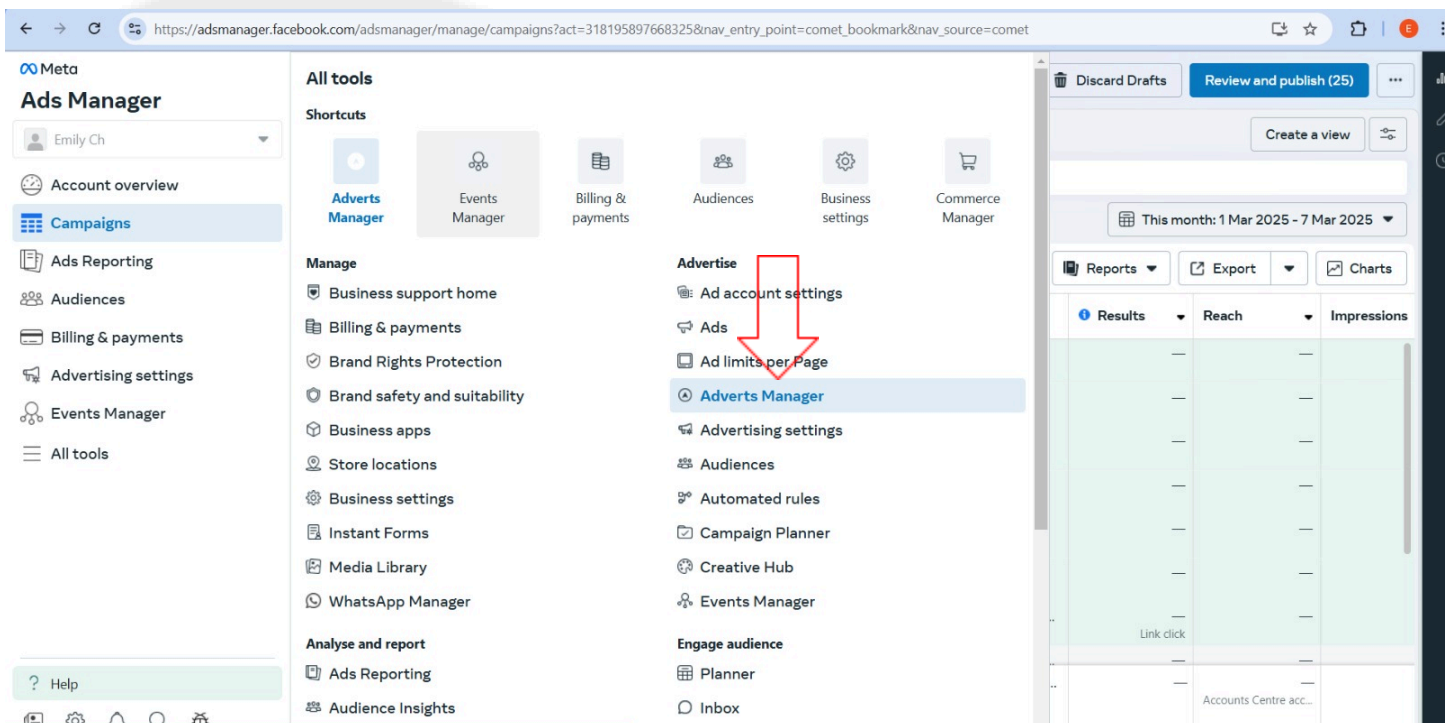 https://adsmanager.facebook.com/adsmanager/manage/campaigns?act=318195897668325&nav_entry_point=comet_bookmark&nav_source=comet
E
Meta
Ads Manager
Emily Ch
Account overview
Campaigns
Ads Reporting
Audiences
Billing & payments
Advertising settings
Events Manager
All tools
? Help
All tools
Shortcuts
Adverts
Manager
Events
Manager
Billing &
payments
Audiences
Business
settings
Commerce
Manager
Manage
Business support home
Billing & payments
Brand Rights Protection
Brand safety and suitability
Business apps
Store locations
Business settings
Instant Forms
Media Library
WhatsApp Manager
Analyse and report
Ads Reporting
Audience Insights
Advertise
Ad account settings
Ads
Ad limits per Page
Adverts Manager
Advertising settings
Audiences
Automated rules
Campaign Planner
Creative Hub
Events Manager
Engage audience
Planner
Inbox
Discard Drafts
Review and publish (25)
...
Create a view
This month: 1 Mar 2025 - 7 Mar 2025
Reports
Export
Charts
Results
Reach
Impressions
—
—
—
—
—
—
—
—
—
—
—
—
..
—
—
Link click
—
—
..
—
—
Accounts Centre acc...